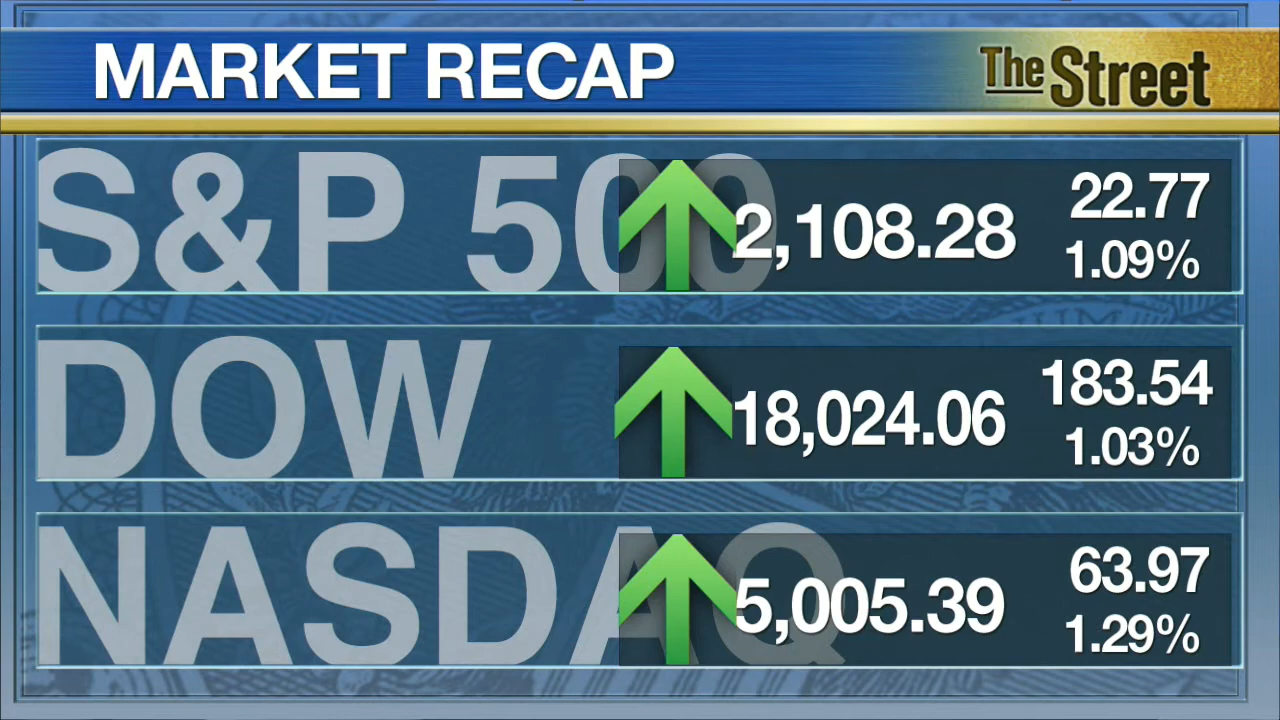 MARKET RECAP
The Street
S&P 500
2,108.28
22.77
1.09%
DOW
18,024.06
183.54
1.03%
NASDAQ
5,005.39
63.97
1.29%